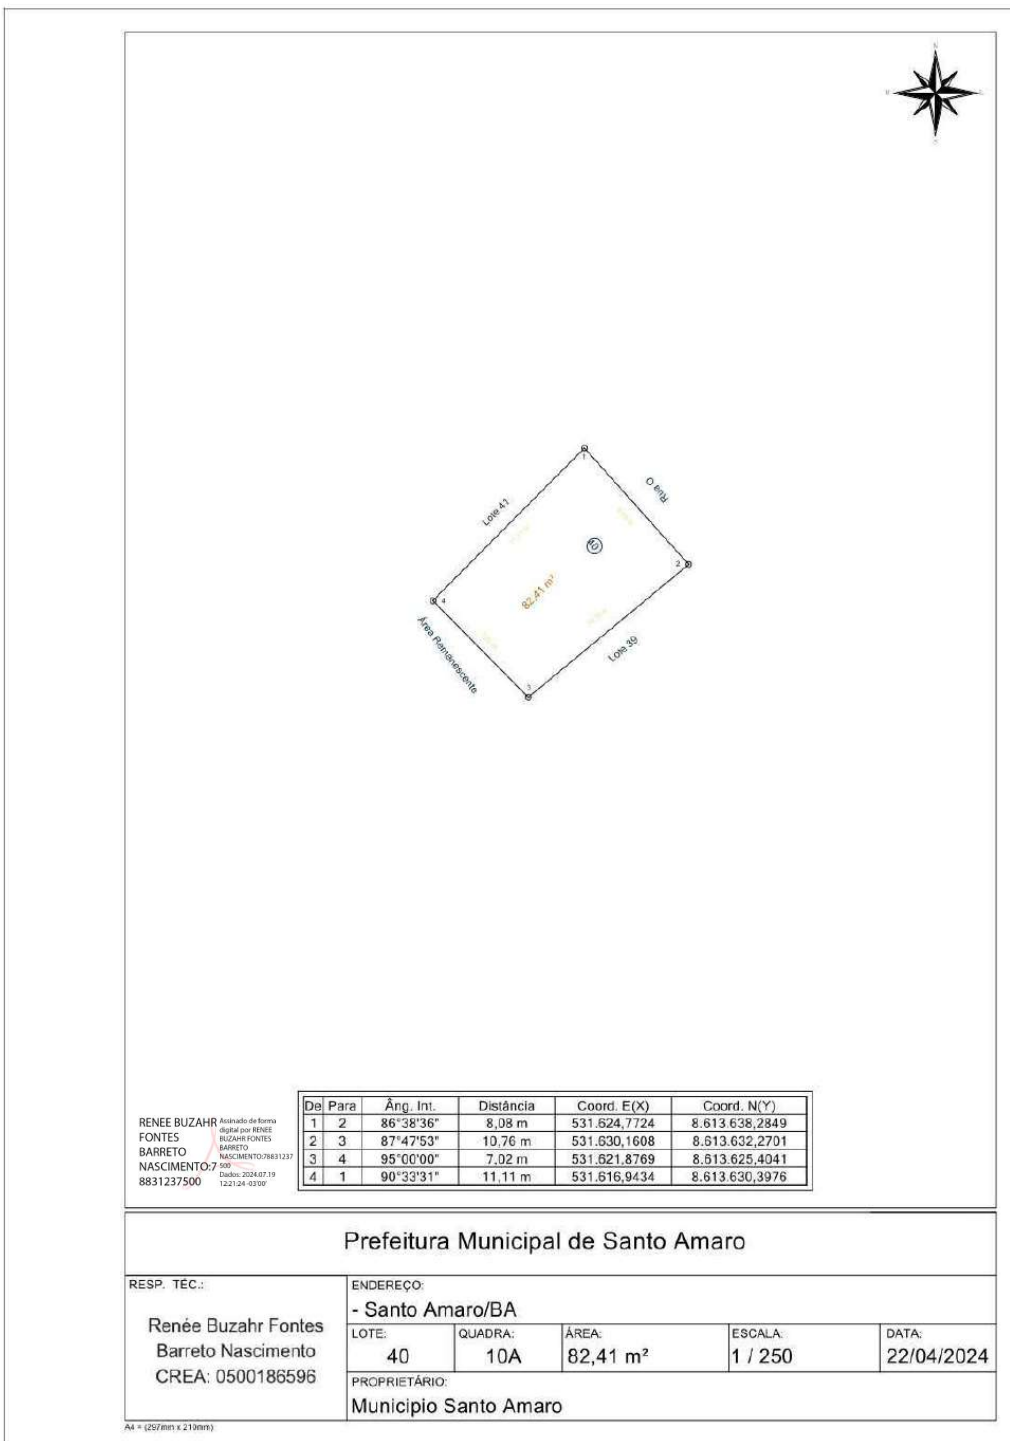 N
1
Rua O
Lote 41
40
2
82,41 m²
4
Área Remanescente
Lote 39
3
De Para Âng. Int. Distância Coord. E(X) Coord. N(Y)
1 2 86°38'36" 8,08 m 531.624,7724 8.613.638,2849
2 3 87°47'53" 10,76 m 531.630,1608 8.613.632,2701
3 4 95°00'00" 7,02 m 531.621,8769 8.613.625,4041
4 1 90°33'31" 11,11 m 531.616,9434 8.613.630,3976
RENEE BUZAHR
FONTES
BARRETO
NASCIMENTO:7
8831237500
Assinado de forma
digital por RENEE
BUZAHR FONTES
BARRETO
NASCIMENTO:78831237
500
Dados: 2024.07.19
12:21:24 -03'00'
Prefeitura Municipal de Santo Amaro
RESP. TÉC.:
Renée Buzahr Fontes
Barreto Nascimento
CREA: 0500186596
ENDEREÇO:
- Santo Amaro/BA
LOTE: QUADRA: ÁREA: ESCALA: DATA:
40 10A 82,41 m² 1 / 250 22/04/2024
PROPRIETÁRIO:
Municipio Santo Amaro
A4 = (297mm x 210mm)